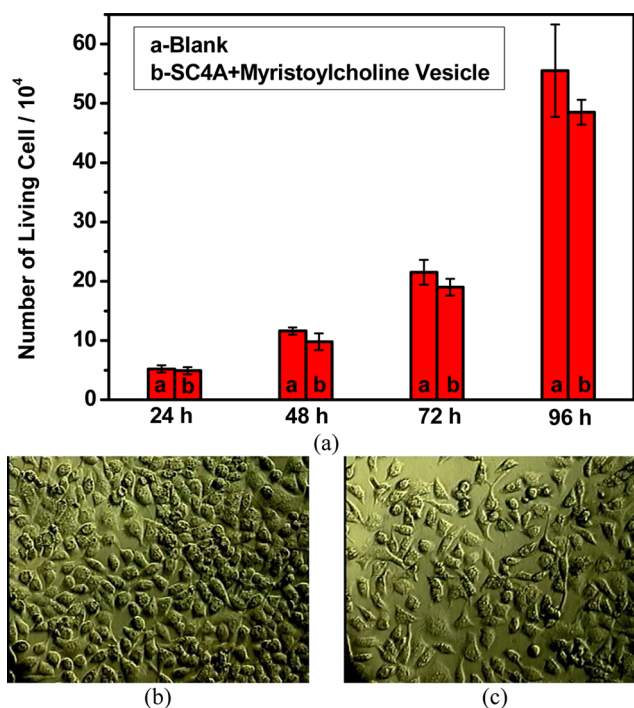 Number of Living Cell / 10⁴
60
50
40
30
20
10
0
a-Blank
b-SC4A+Myristoylcholine Vesicle
a b a b a b a b
24 h 48 h 72 h 96 h
(a)
(b) (c)